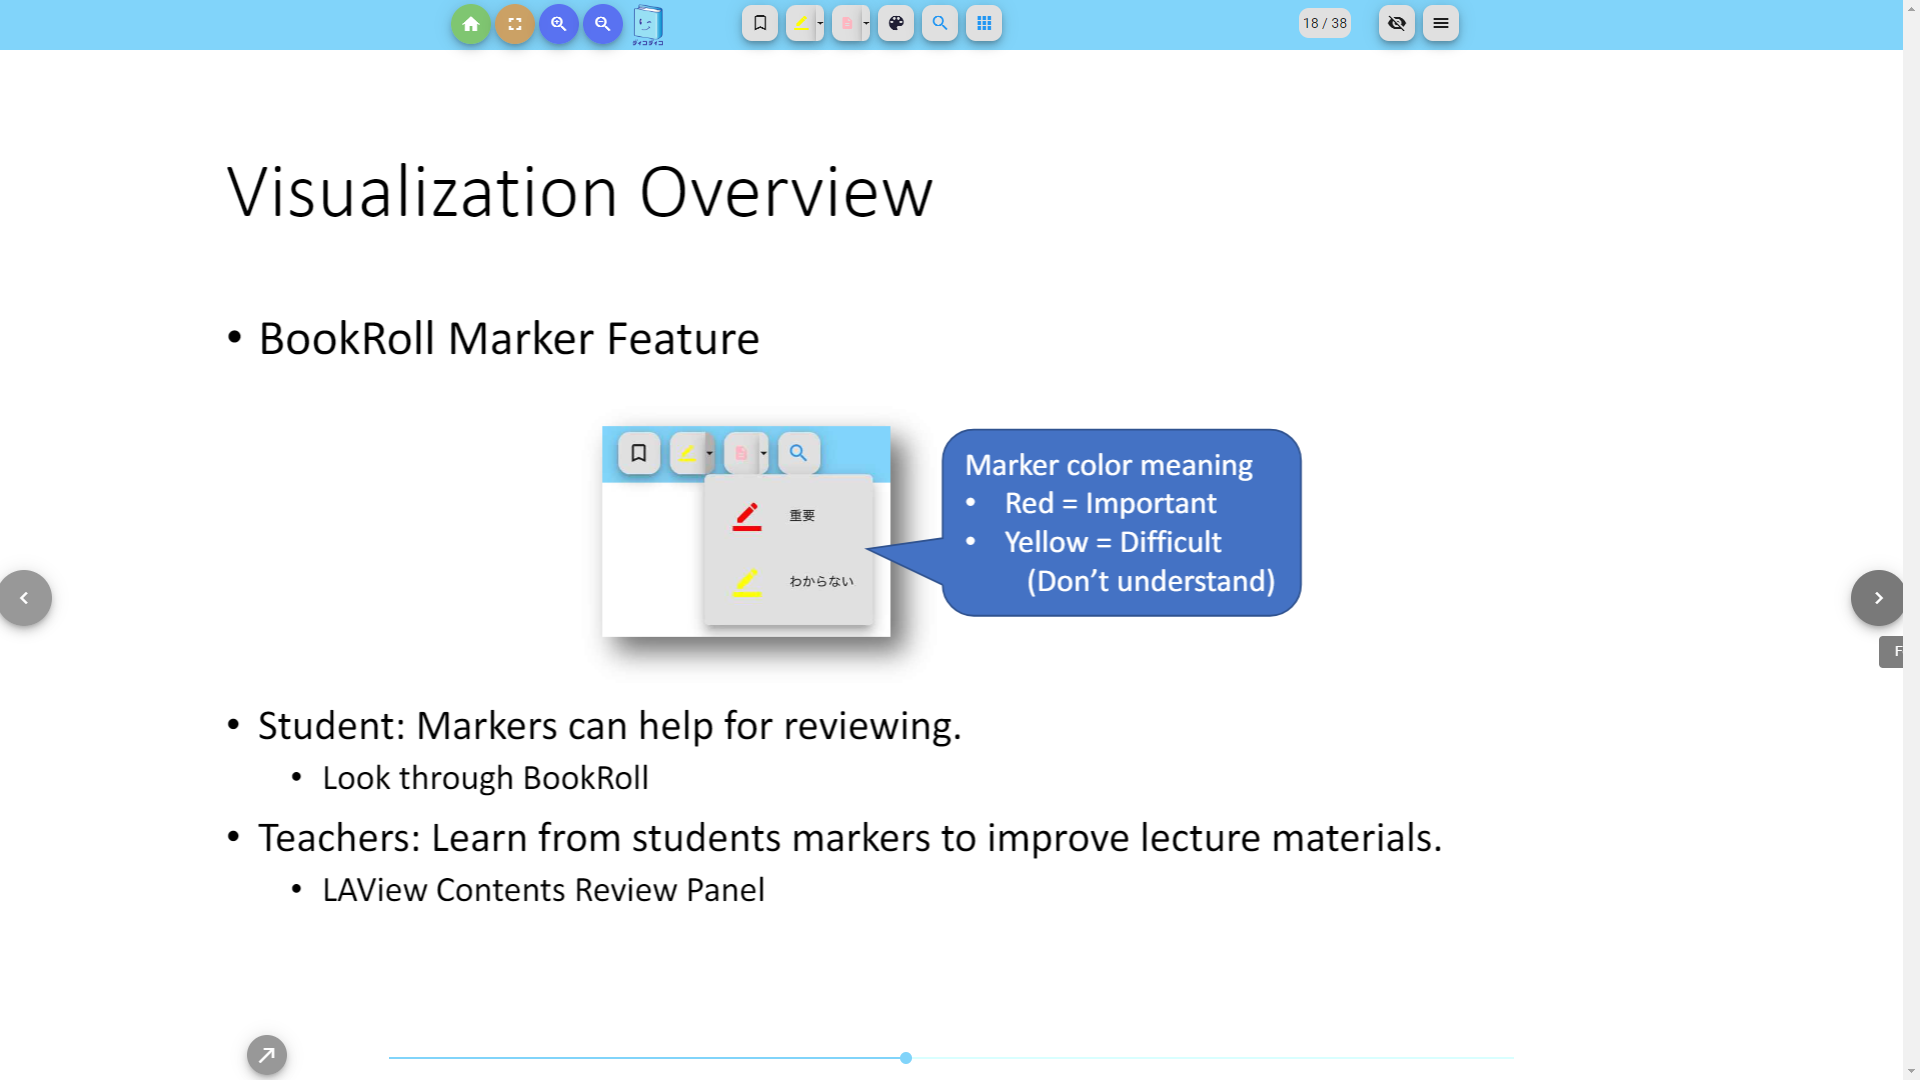 18 / 38
Visualization Overview
• BookRoll Marker Feature
重要
わからない
Marker color meaning
• Red = Important
• Yellow = Difficult
(Don't understand)
• Student: Markers can help for reviewing.
• Look through BookRoll
• Teachers: Learn from students markers to improve lecture materials.
• LAView Contents Review Panel